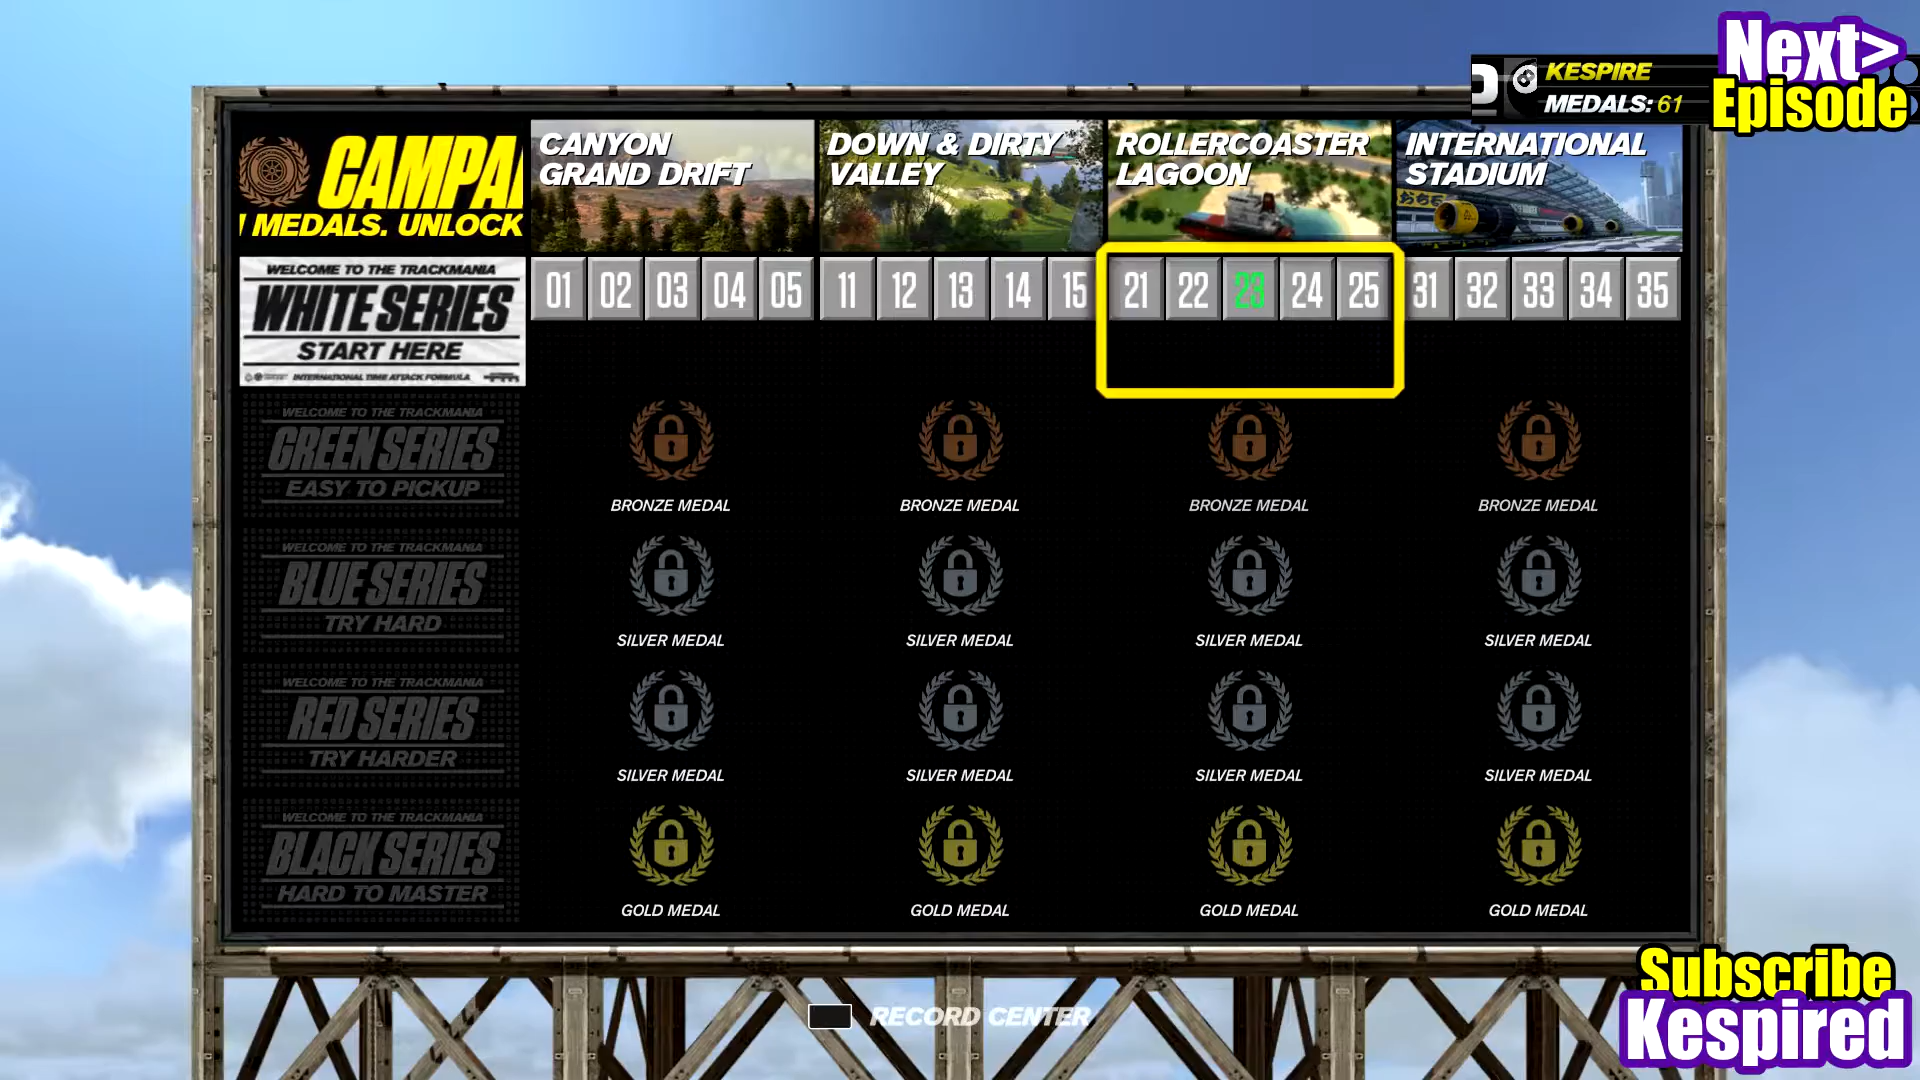 Next>
Episode
KESPIRE
MEDALS: 61
CAMPAI
MEDALS. UNLOCK
CANYON
GRAND DRIFT
DOWN & DIRTY
VALLEY
ROLLERCOASTER
LAGOON
INTERNATIONAL
STADIUM
WELCOME TO THE TRACKMANIA
WHITE SERIES
START HERE
INTERNATIONAL TIME ATTACK FORMULA
01 02 03 04 05 11 12 13 14 15 21 22 23 24 25 31 32 33 34 35
WELCOME TO THE TRACKMANIA
GREEN SERIES
EASY TO PICKUP
BRONZE MEDAL BRONZE MEDAL BRONZE MEDAL BRONZE MEDAL
WELCOME TO THE TRACKMANIA
BLUE SERIES
TRY HARD
SILVER MEDAL SILVER MEDAL SILVER MEDAL SILVER MEDAL
WELCOME TO THE TRACKMANIA
RED SERIES
TRY HARDER
SILVER MEDAL SILVER MEDAL SILVER MEDAL SILVER MEDAL
WELCOME TO THE TRACKMANIA
BLACK SERIES
HARD TO MASTER
GOLD MEDAL GOLD MEDAL GOLD MEDAL GOLD MEDAL
RECORD CENTER
Subscribe
Kespired